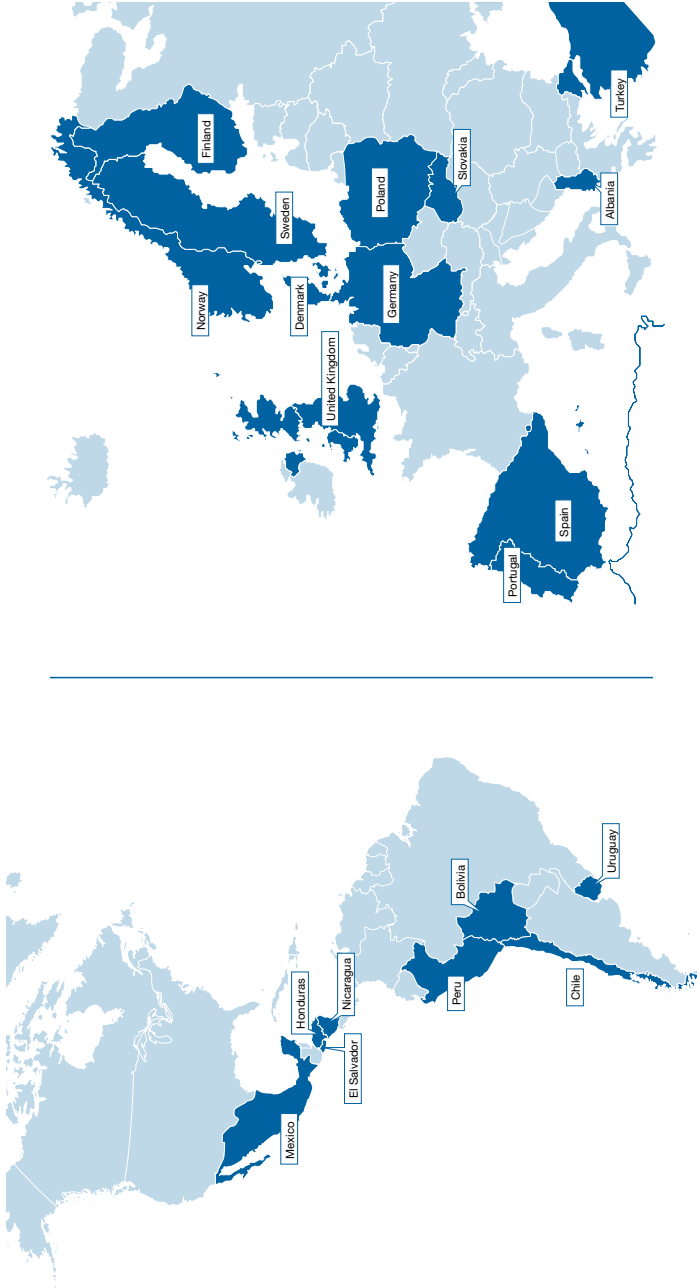 Mexico
Honduras
Nicaragua
El Salvador
Peru
Bolivia
Chile
Uruguay
Norway
Finland
Sweden
Denmark
United Kingdom
Poland
Germany
Slovakia
Portugal
Spain
Albania
Turkey